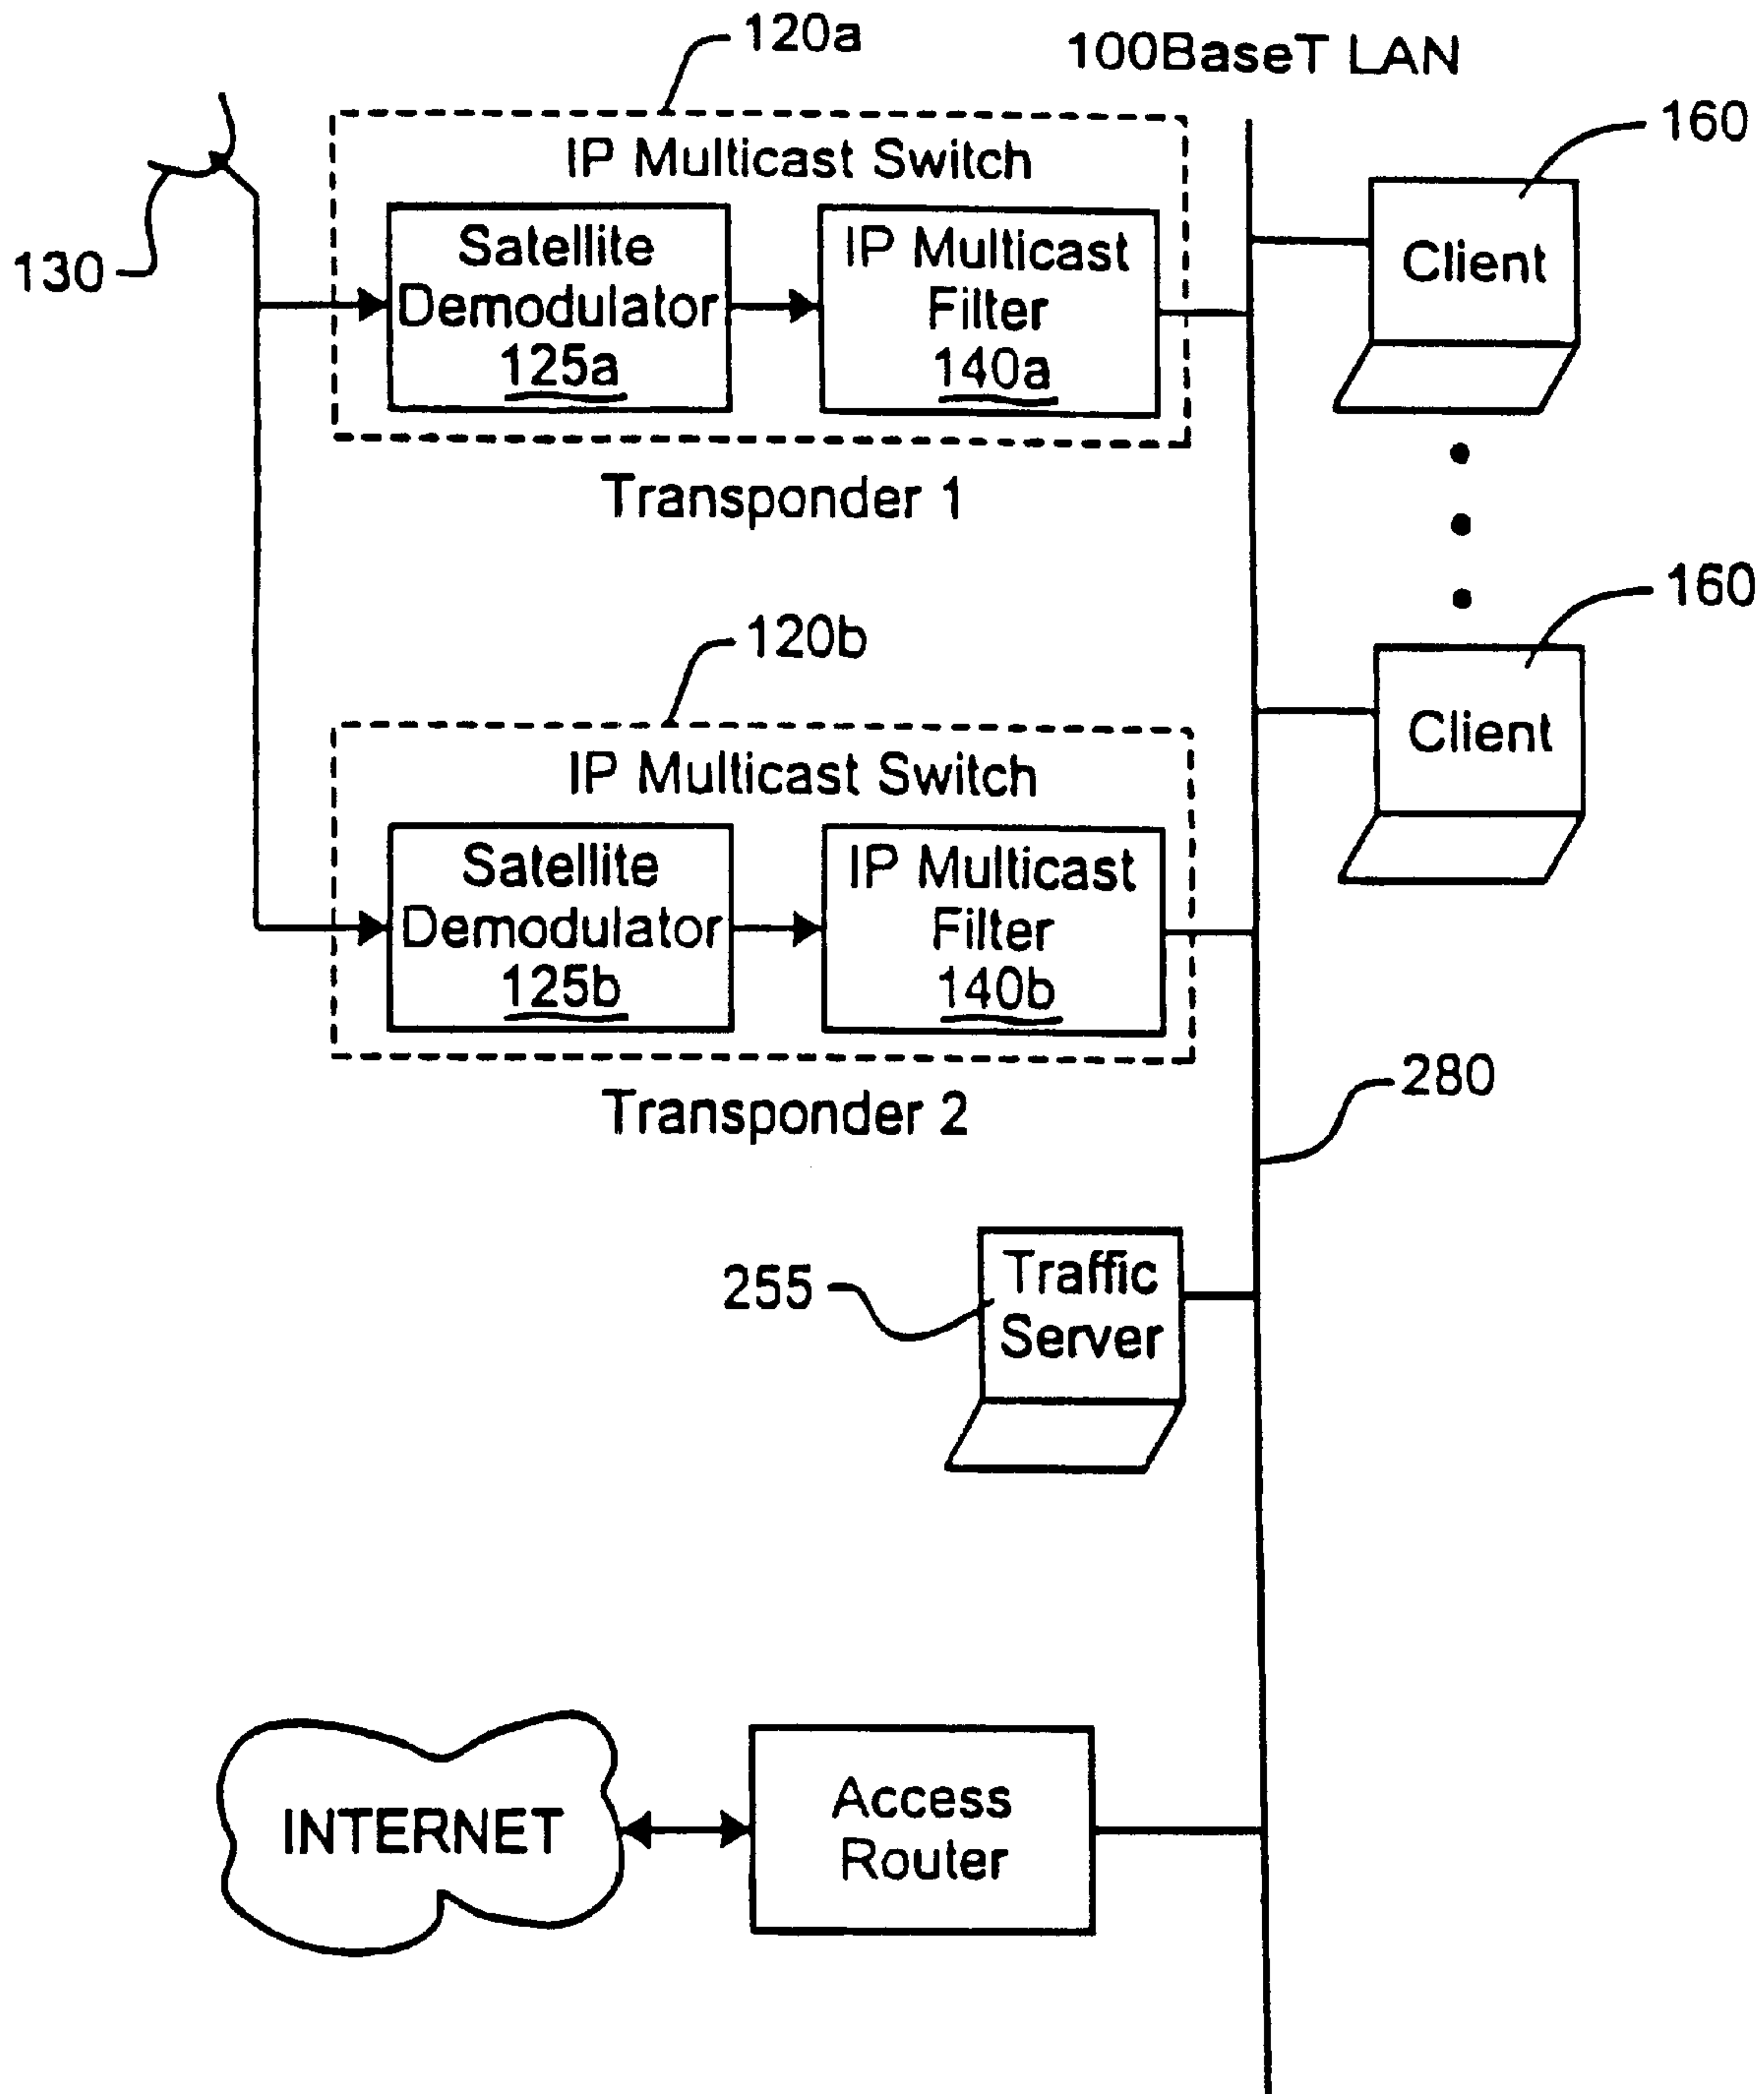 120a
100BaseT LAN
160
IP Multicast Switch
130
Satellite
Demodulator
125a
IP Multicast
Filter
140a
Client
Transponder 1
160
120b
IP Multicast Switch
Client
Satellite
Demodulator
125b
IP Multicast
Filter
140b
280
Transponder 2
255
Traffic
Server
INTERNET
Access
Router